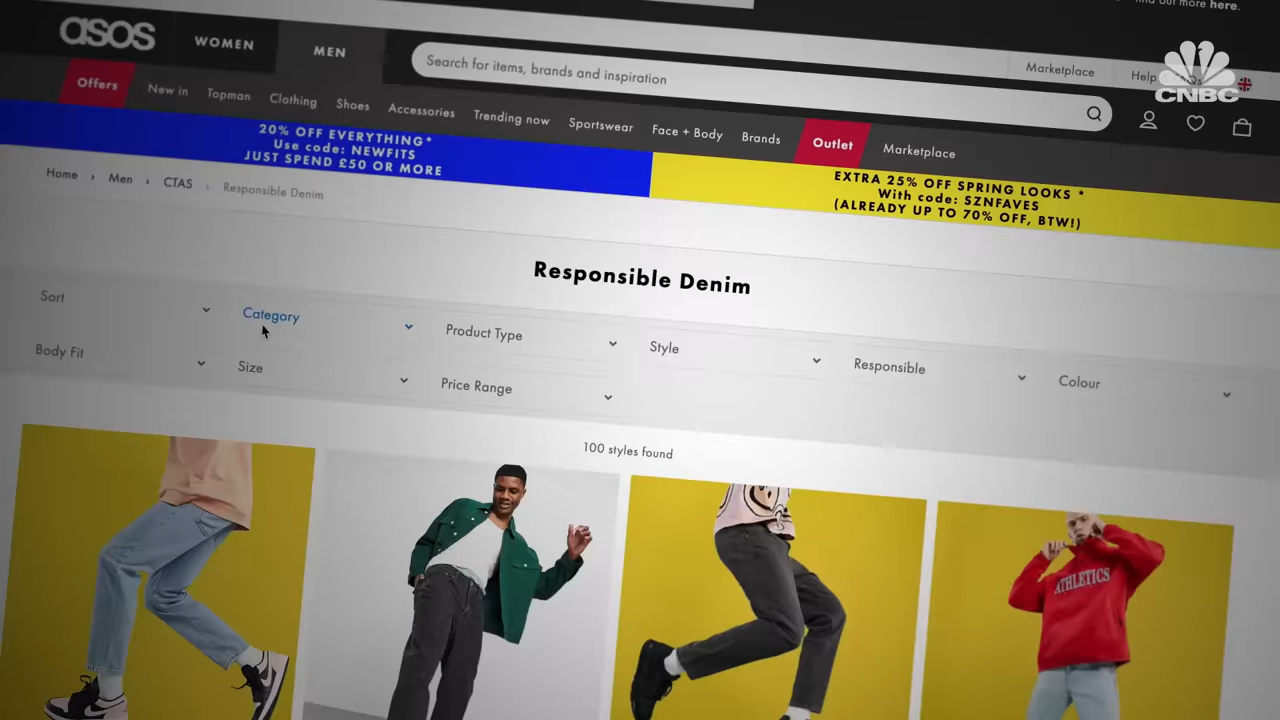 find out more here.
asos
WOMEN
MEN
Search for items, brands and inspiration
Marketplace
Help
CNBC
Offers
New in
Topman
Clothing
Shoes
Accessories
Trending now
Sportswear
Face + Body
Brands
Outlet
Marketplace
20% OFF EVERYTHING*
Use code: NEWFITS
JUST SPEND £50 OR MORE
EXTRA 25% OFF SPRING LOOKS *
With code: SZNFAVES
(ALREADY UP TO 70% OFF, BTW!)
Home › Men › CTAS › Responsible Denim
Responsible Denim
Sort
Category
Product Type
Style
Responsible
Colour
Body Fit
Size
Price Range
100 styles found
ATHLETICS